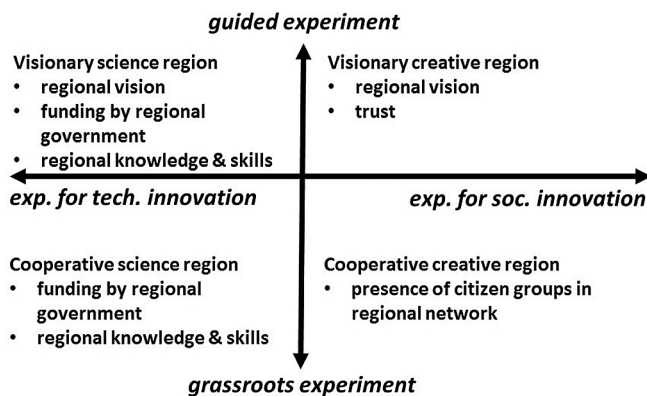 guided experiment
Visionary science region
• regional vision
• funding by regional
government
• regional knowledge & skills
Visionary creative region
• regional vision
• trust
exp. for tech. innovation
exp. for soc. innovation
Cooperative science region
• funding by regional
government
• regional knowledge & skills
Cooperative creative region
• presence of citizen groups in
regional network
grassroots experiment